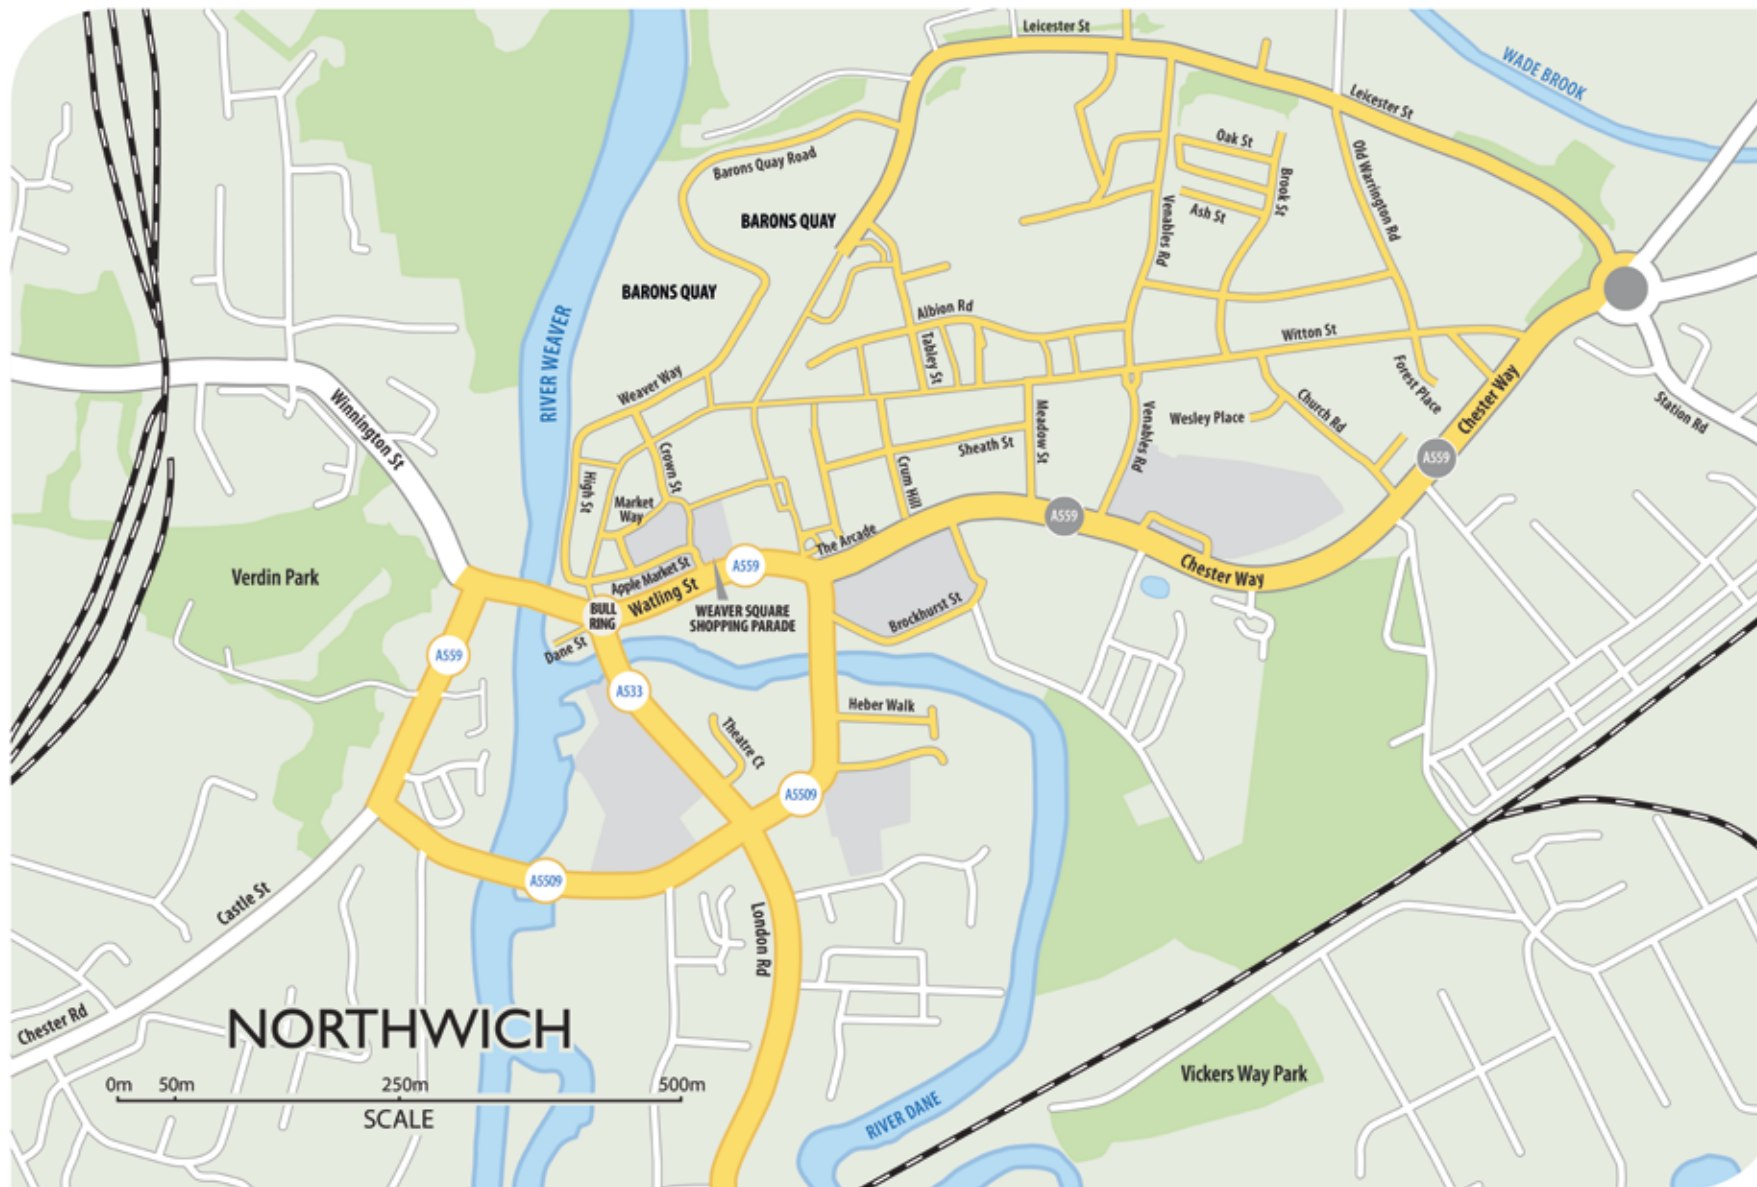 Leicester St
WADE BROOK
Leicester St
Barons Quay Road
Oak St
Old Warrington Rd
Brook St
Ash St
Venables Rd
BARONS QUAY
BARONS QUAY
RIVER WEAVER
Albion Rd
Witton St
Tabley St
Forest Place
Weaver Way
Winnington St
Chester Way
Station Rd
Church Rd
Wesley Place
Meadow St
Venables Rd
Sheath St
Crown St
Crum Hill
High St
A559
Market
Way
A559
The Arcade
Apple Market St
A559
Chester Way
Verdin Park
Watling St
BULL
RING
WEAVER SQUARE
SHOPPING PARADE
Brockhurst St
Dane St
A559
A533
Heber Walk
Theatre Ct
A5509
A5509
Castle St
London Rd
Chester Rd
NORTHWICH
Vickers Way Park
0m 50m 250m 500m
SCALE
RIVER DANE